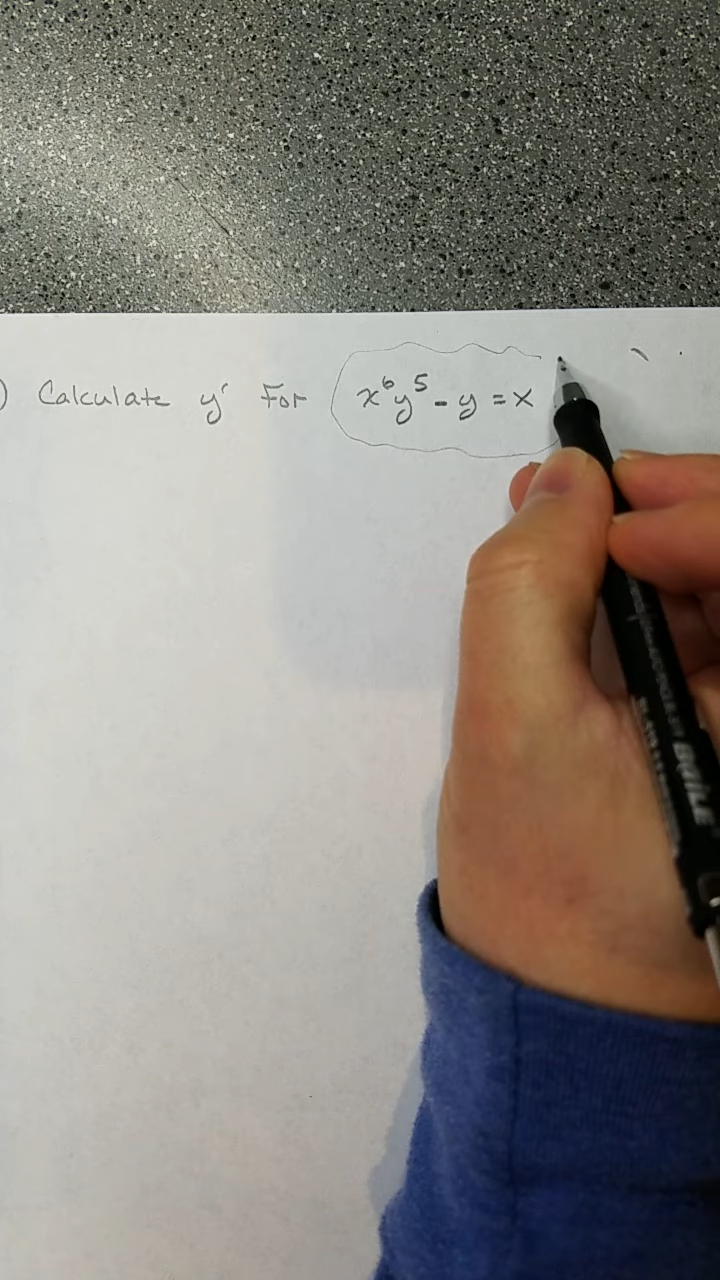 ) Calculate y' For x⁶y⁵ - y = x